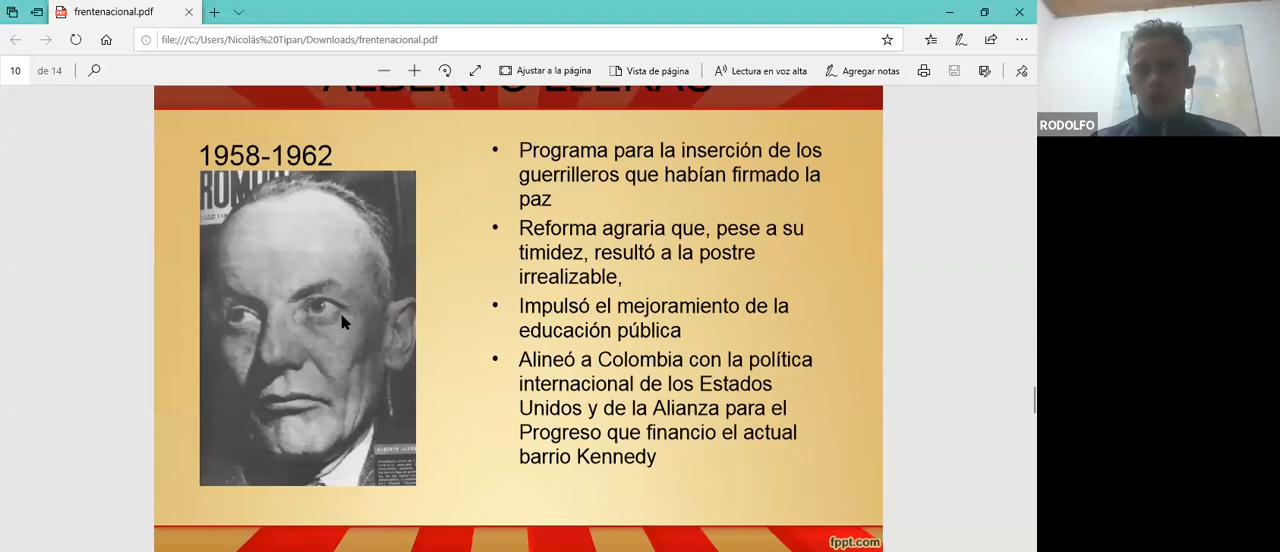 frentenacional.pdf
file:///C:/Users/Nicolás%20Tipan/Downloads/frentenacional.pdf
10 de 14
Ajustar a la página
Vista de página
Lectura en voz alta
Agregar notas
RODOLFO
ALBERTO LLERAS
1958-1962
ROM
• Programa para la inserción de los
guerrilleros que habían firmado la
paz
• Reforma agraria que, pese a su
timidez, resultó a la postre
irrealizable,
• Impulsó el mejoramiento de la
educación pública
• Alineó a Colombia con la política
internacional de los Estados
Unidos y de la Alianza para el
Progreso que financio el actual
barrio Kennedy
fppt.com